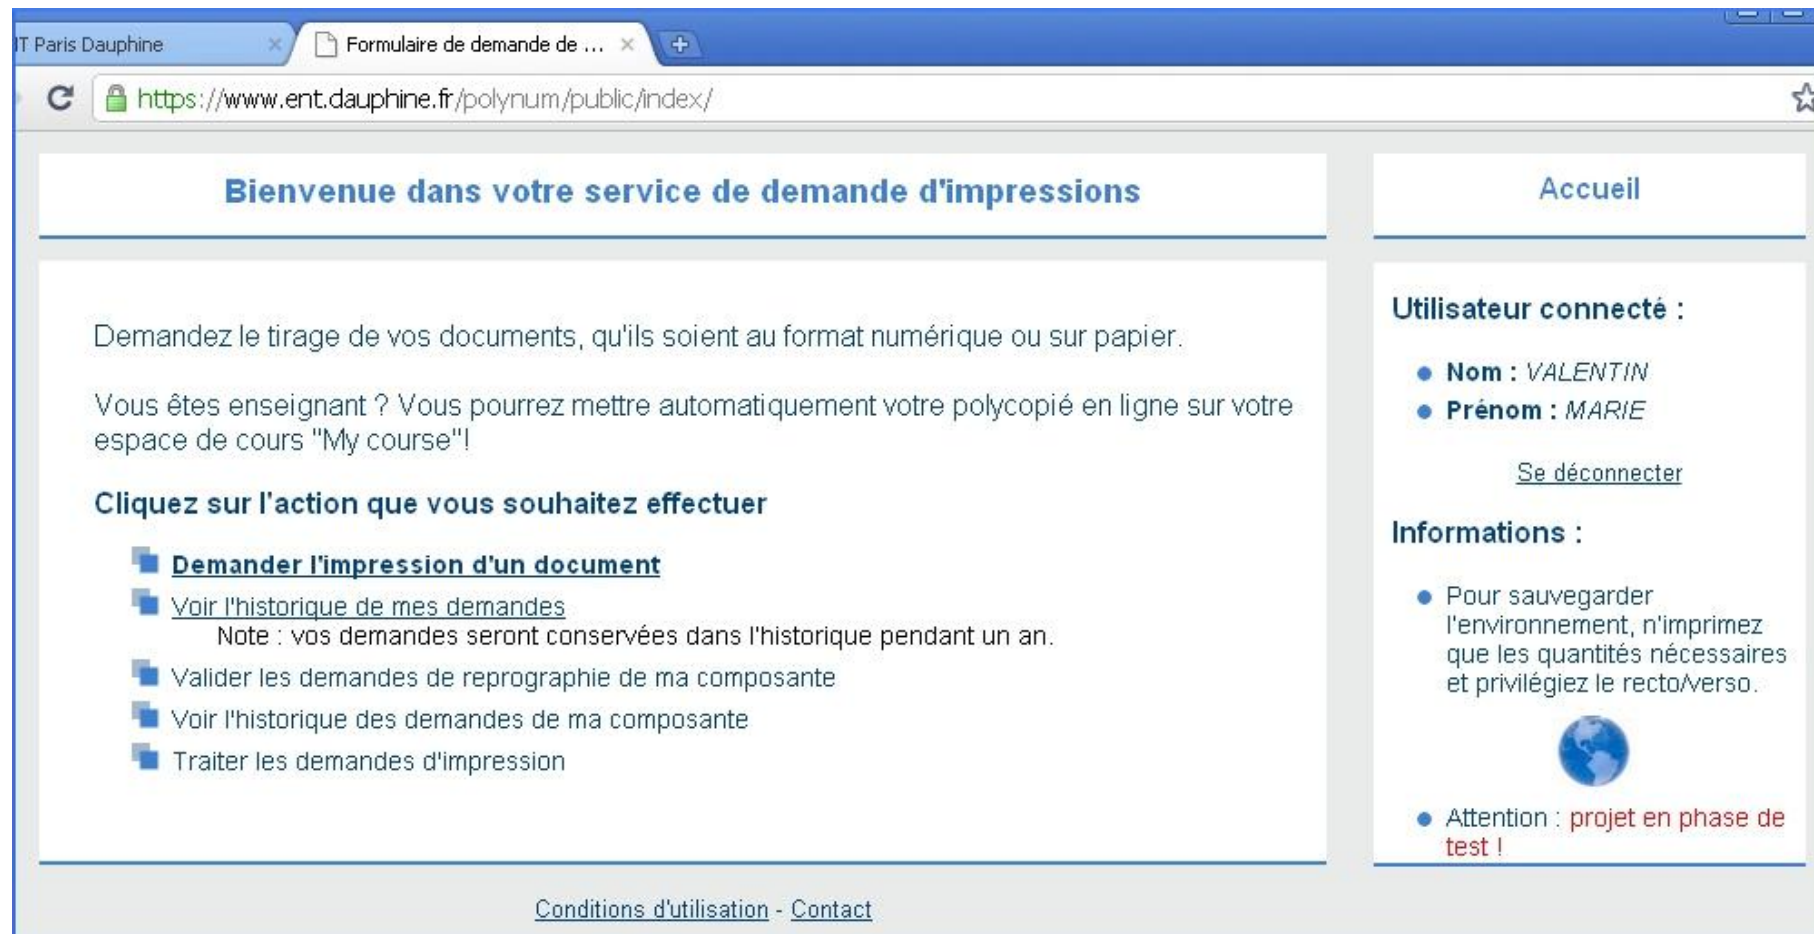 IT Paris Dauphine
Formulaire de demande de ...
https://www.ent.dauphine.fr/polynum/public/index/
Bienvenue dans votre service de demande d'impressions
Demandez le tirage de vos documents, qu'ils soient au format numérique ou sur papier.
Vous êtes enseignant ? Vous pourrez mettre automatiquement votre polycopié en ligne sur votre
espace de cours "My course"!
Cliquez sur l'action que vous souhaitez effectuer
Demander l'impression d'un document
Voir l'historique de mes demandes
Note : vos demandes seront conservées dans l'historique pendant un an.
Valider les demandes de reprographie de ma composante
Voir l'historique des demandes de ma composante
Traiter les demandes d'impression
Accueil
Utilisateur connecté :
Nom : VALENTIN
Prénom : MARIE
Se déconnecter
Informations :
Pour sauvegarder
l'environnement, n'imprimez
que les quantités nécessaires
et privilégiez le recto/verso.
Attention : projet en phase de
test !
Conditions d'utilisation - Contact